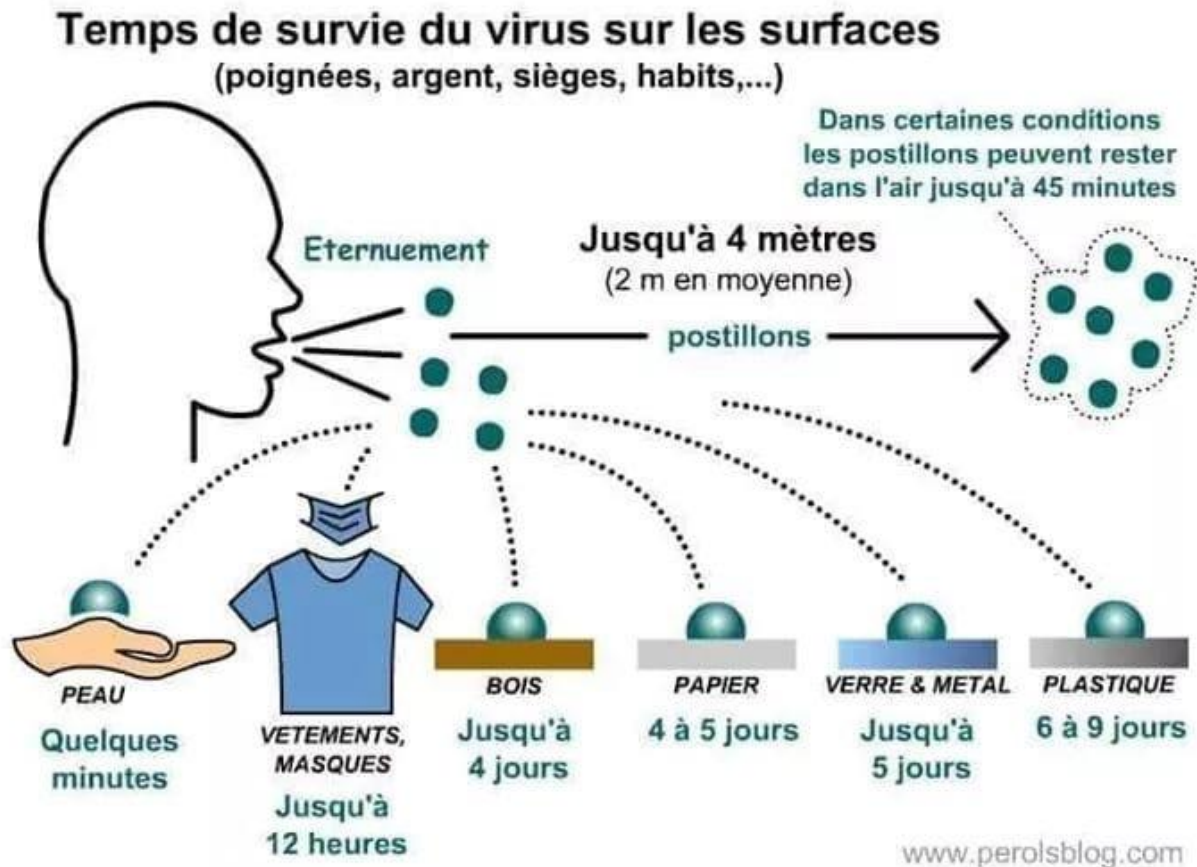 Temps de survie du virus sur les surfaces
(poignées, argent, sièges, habits,...)
Dans certaines conditions
les postillons peuvent rester
dans l'air jusqu'à 45 minutes
Eternuement
Jusqu'à 4 mètres
(2 m en moyenne)
postillons
PEAU
Quelques
minutes
VETEMENTS,
MASQUES
Jusqu'à
12 heures
BOIS
Jusqu'à
4 jours
PAPIER
4 à 5 jours
VERRE & METAL
Jusqu'à
5 jours
PLASTIQUE
6 à 9 jours
www.perolsblog.com